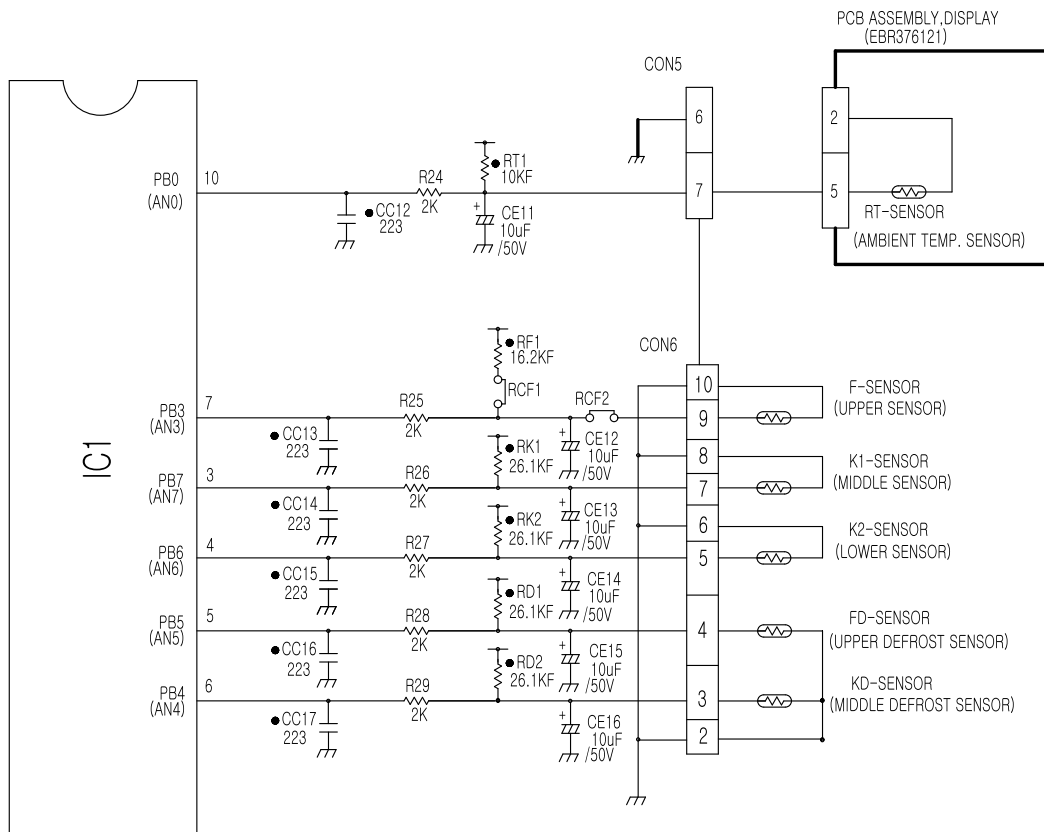 PCB ASSEMBLY,DISPLAY
(EBR376121)
CON5
6
2
PB0
(AN0)
10
R24
2K
RT1
10KF
7
5
CC12
223
+
CE11
10uF
/50V
RT-SENSOR
(AMBIENT TEMP. SENSOR)
RF1
16.2KF
CON6
RCF1
RCF2
10
F-SENSOR
(UPPER SENSOR)
PB3
(AN3)
7
R25
2K
9
CC13
223
RK1
26.1KF
+
CE12
10uF
/50V
8
K1-SENSOR
(MIDDLE SENSOR)
PB7
(AN7)
3
R26
2K
7
CC14
223
RK2
26.1KF
+
CE13
10uF
/50V
6
K2-SENSOR
(LOWER SENSOR)
PB6
(AN6)
4
R27
2K
5
CC15
223
RD1
26.1KF
+
CE14
10uF
/50V
PB5
(AN5)
5
R28
2K
4
FD-SENSOR
(UPPER DEFROST SENSOR)
CC16
223
RD2
26.1KF
+
CE15
10uF
/50V
PB4
(AN4)
6
R29
2K
3
KD-SENSOR
(MIDDLE DEFROST SENSOR)
CC17
223
+
CE16
10uF
/50V
2
IC1